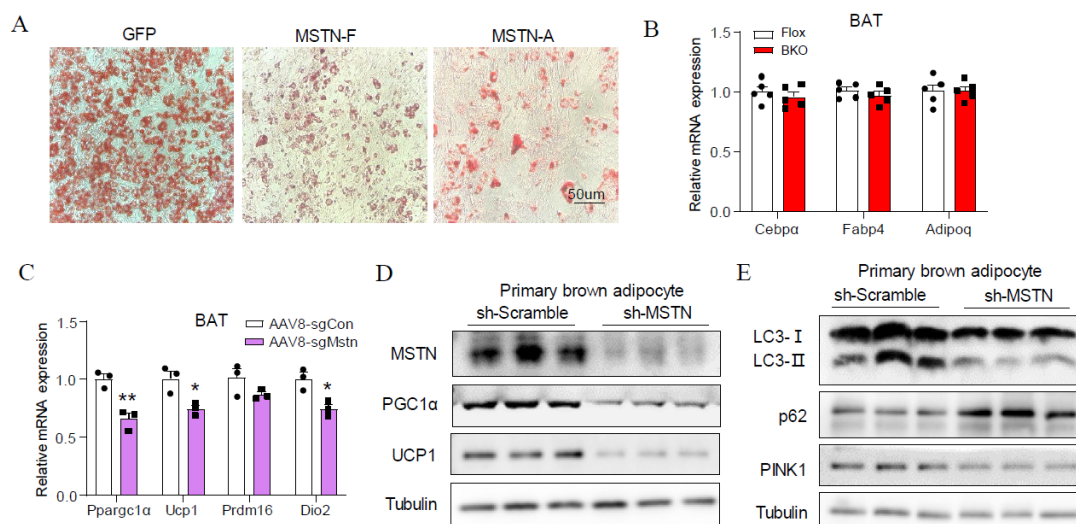 A
GFP
MSTN-F
MSTN-A
50um
B
BAT
Flox
BKO
Relative mRNA expression
1.5
1.0
0.5
0.0
Cebpα
Fabp4
Adipoq
C
BAT
AAV8-sgCon
AAV8-sgMstn
Relative mRNA expression
1.5
1.0
0.5
0.0
**
*
*
Ppargc1α
Ucp1
Prdm16
Dio2
D
Primary brown adipocyte
sh-Scramble
sh-MSTN
MSTN
PGC1α
UCP1
Tubulin
E
Primary brown adipocyte
sh-Scramble
sh-MSTN
LC3-Ⅰ
LC3-Ⅱ
p62
PINK1
Tubulin